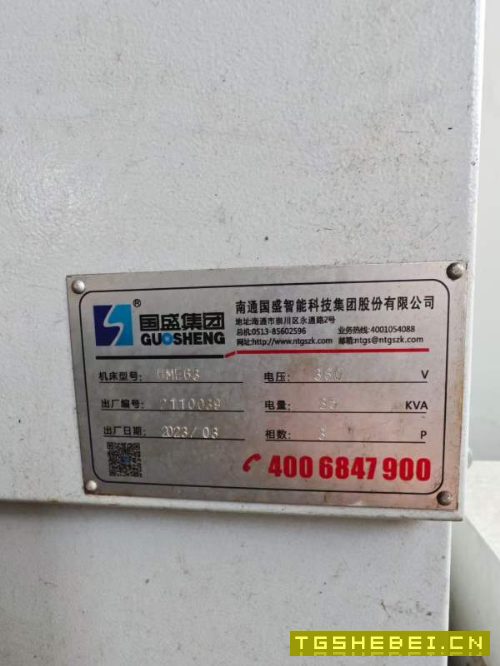 国盛集团
GUOSHENG
®
南通国盛智能科技集团股份有限公司
地址:南通市崇川区永通路2号
总机:0513-85602596 业务热线:4001054088
网址:http://www.ntgszk.com 邮箱:ntgs@ntgszk.com
机床型号: HME63 电压: 380 V
出厂编号: 2110039 电量: KVA
出厂日期: 2023/03 相数: 3 P
400 6847 900
TGSHEBEI.CN